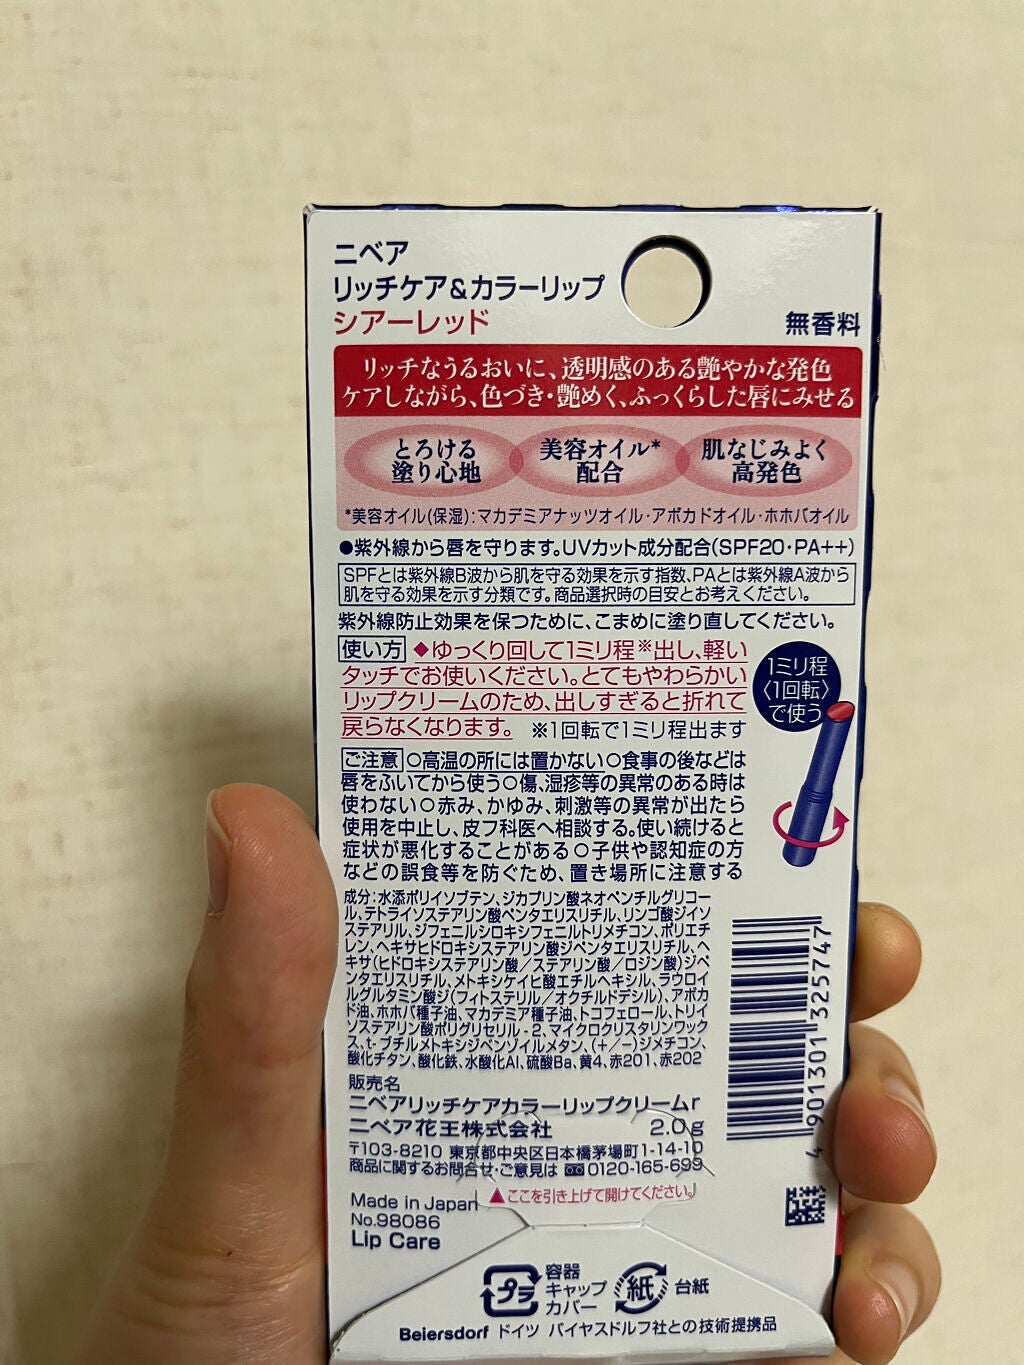 ニベア
リッチケア&カラーリップ
シアーレッド
無香料
リッチなうるおいに、透明感のある艶やかな発色
ケアしながら、色づき・艶めく、ふっくらした唇にみせる
とろける
塗り心地
美容オイル*
配合
肌なじみよく
高発色
*美容オイル(保湿):マカデミアナッツオイル・アボカドオイル・ホホバオイル
●紫外線から唇を守ります。UVカット成分配合(SPF20・PA++)
SPFとは紫外線B波から肌を守る効果を示す指数、PAとは紫外線A波から
肌を守る効果を示す分類です。商品選択時の目安とお考えください。
紫外線防止効果を保つために、こまめに塗り直してください。
使い方 ◆ゆっくり回して1ミリ程※出し、軽い
タッチでお使いください。とてもやわらかい
リップクリームのため、出しすぎると折れて
戻らなくなります。 ※1回転で1ミリ程出ます
1ミリ程
〈1回転〉
で使う
ご注意 ○高温の所には置かない○食事の後などは
唇をふいてから使う○傷、湿疹等の異常のある時は
使わない○赤み、かゆみ、刺激等の異常が出たら
使用を中止し、皮フ科医へ相談する。使い続けると
症状が悪化することがある○子供や認知症の方
などの誤食等を防ぐため、置き場所に注意する
成分:水添ポリイソブテン、ジカプリン酸ネオペンチルグリコー
ル、テトライソステアリン酸ペンタエリスリチル、リンゴ酸ジイソ
ステアリル、ジフェニルシロキシフェニルトリメチコン、ポリエチ
レン、ヘキサヒドロキシステアリン酸ジペンタエリスリチル、ヘ
キサ(ヒドロキシステアリン酸/ステアリン酸/ロジン酸)ジペ
ンタエリスリチル、メトキシケイヒ酸エチルヘキシル、ラウロイ
ルグルタミン酸ジ(フィトステリル/オクチルドデシル)、アボカ
ド油、ホホバ種子油、マカデミア種子油、トコフェロール、トリイ
ソステアリン酸ポリグリセリル-2、マイクロクリスタリンワック
ス、t-ブチルメトキシジベンゾイルメタン、(+/-)ジメチコン、
酸化チタン、酸化鉄、水酸化Al、硫酸Ba、黄4、赤201、赤202
販売名
ニベアリッチケアカラーリップクリームr
ニベア花王株式会社 2.0g
〒103-8210 東京都中央区日本橋茅場町1-14-10
商品に関するお問合せ・ご意見は 0120-165-699
▲ここを引き上げて開けてください。
Made in Japan
No.98086
Lip Care
4 901301 325747
プラ
容器
キャップ
カバー
紙
台紙
Beiersdorf ドイツ バイヤスドルフ社との技術提携品